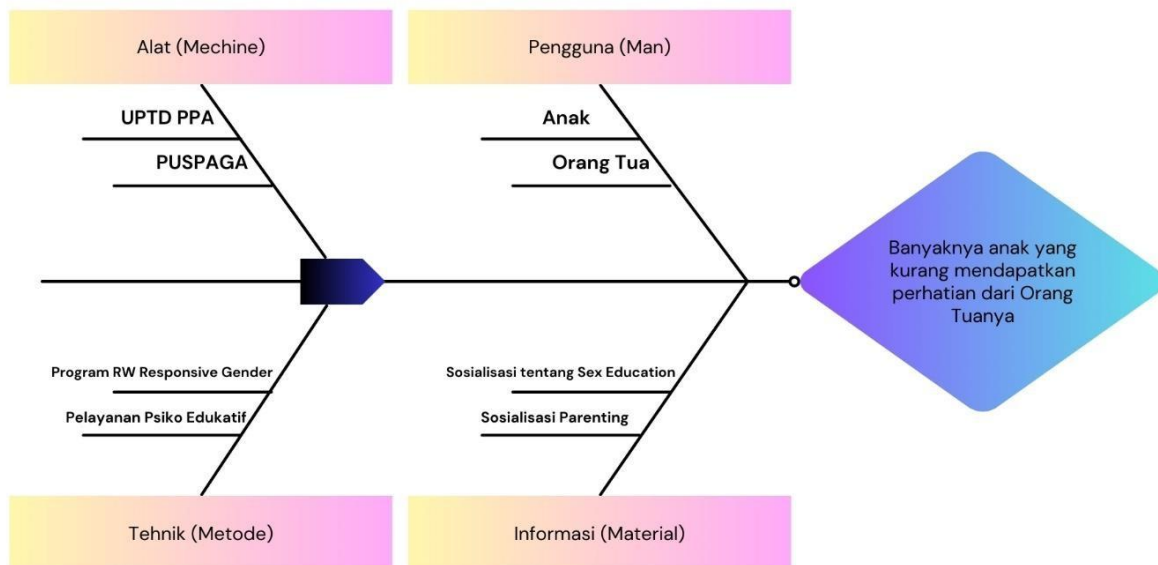 Alat (Mechine)
Pengguna (Man)
UPTD PPA
PUSPAGA
Anak
Orang Tua
Banyaknya anak yang
kurang mendapatkan
perhatian dari Orang
Tuanya
Program RW Responsive Gender
Pelayanan Psiko Edukatif
Sosialisasi tentang Sex Education
Sosialisasi Parenting
Tehnik (Metode)
Informasi (Material)